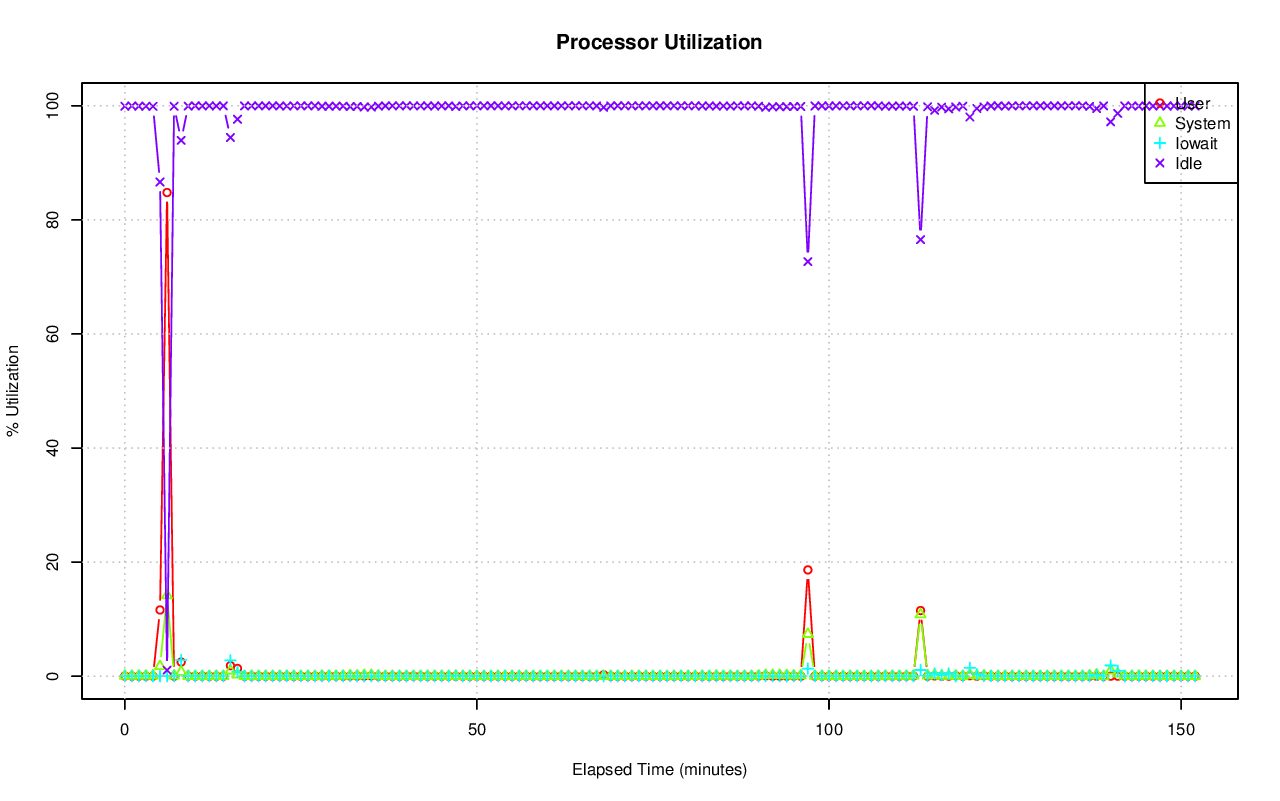 Processor Utilization
100
80
60
40
20
0
% Utilization
User
System
Iowait
Idle
0 50 100 150
Elapsed Time (minutes)